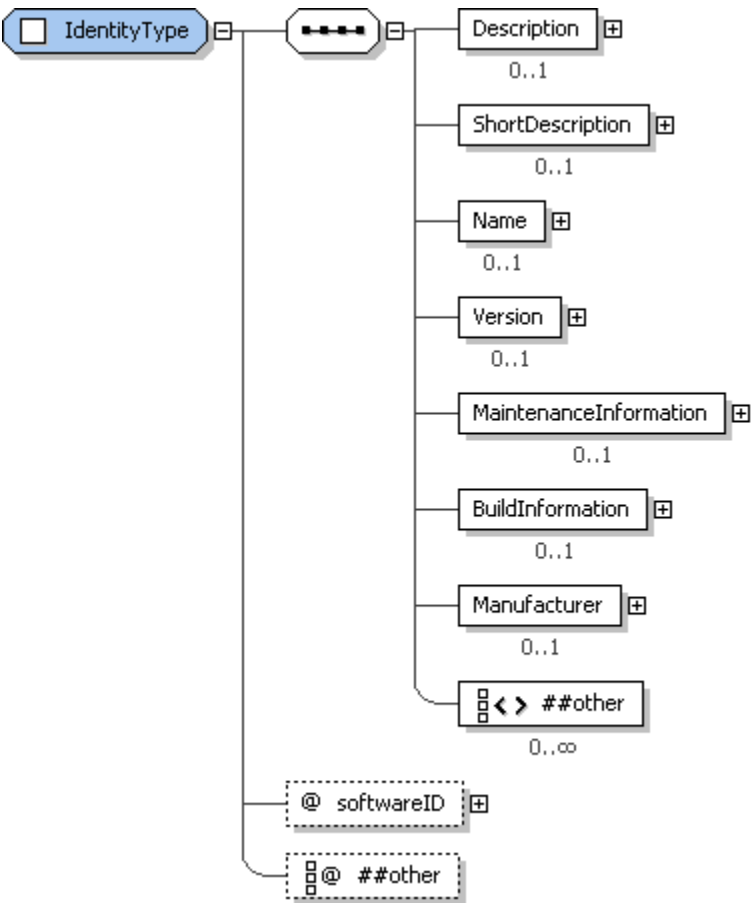 IdentityType
Description
0..1
ShortDescription
0..1
Name
0..1
Version
0..1
MaintenanceInformation
0..1
BuildInformation
0..1
Manufacturer
0..1
<> ##other
0..∞
@ softwareID
@ ##other